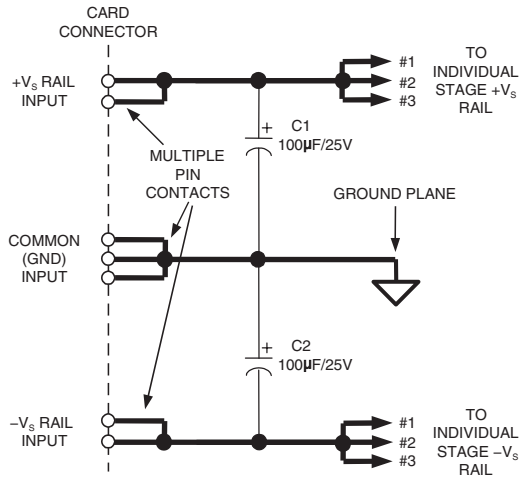 CARD
CONNECTOR
+VS RAIL
INPUT
#1
#2
#3
TO
INDIVIDUAL
STAGE +VS
RAIL
+ C1
100µF/25V
MULTIPLE
PIN
CONTACTS
GROUND PLANE
COMMON
(GND)
INPUT
+ C2
100µF/25V
−VS RAIL
INPUT
#1
#2
#3
TO
INDIVIDUAL
STAGE −VS
RAIL